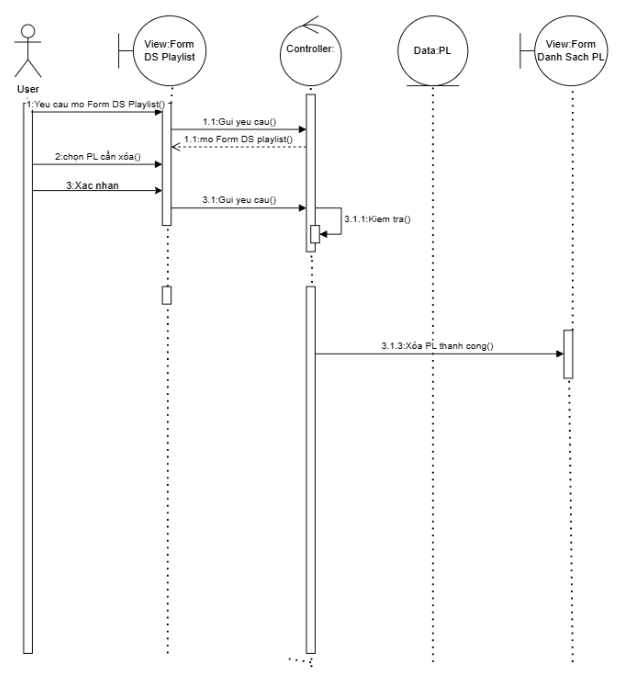 View:Form
DS Playlist
Controller:
Data:PL
View:Form
Danh Sach PL
User
1:Yeu cau mo Form DS Playlist()
1.1:Gui yeu cau()
1.1:mo Form DS playlist()
2:chọn PL cần xóa()
3:Xac nhan
3.1:Gui yeu cau()
3.1.1:Kiem tra()
3.1.3:Xóa PL thanh cong()